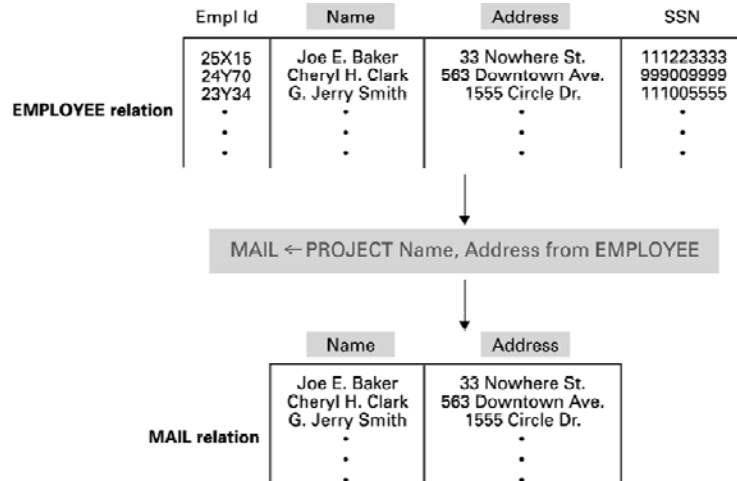 Empl Id Name Address SSN
25X15 Joe E. Baker 33 Nowhere St. 111223333
24Y70 Cheryl H. Clark 563 Downtown Ave. 999009999
23Y34 G. Jerry Smith 1555 Circle Dr. 111005555
EMPLOYEE relation
MAIL ← PROJECT Name, Address from EMPLOYEE
Name Address
Joe E. Baker 33 Nowhere St.
Cheryl H. Clark 563 Downtown Ave.
G. Jerry Smith 1555 Circle Dr.
MAIL relation